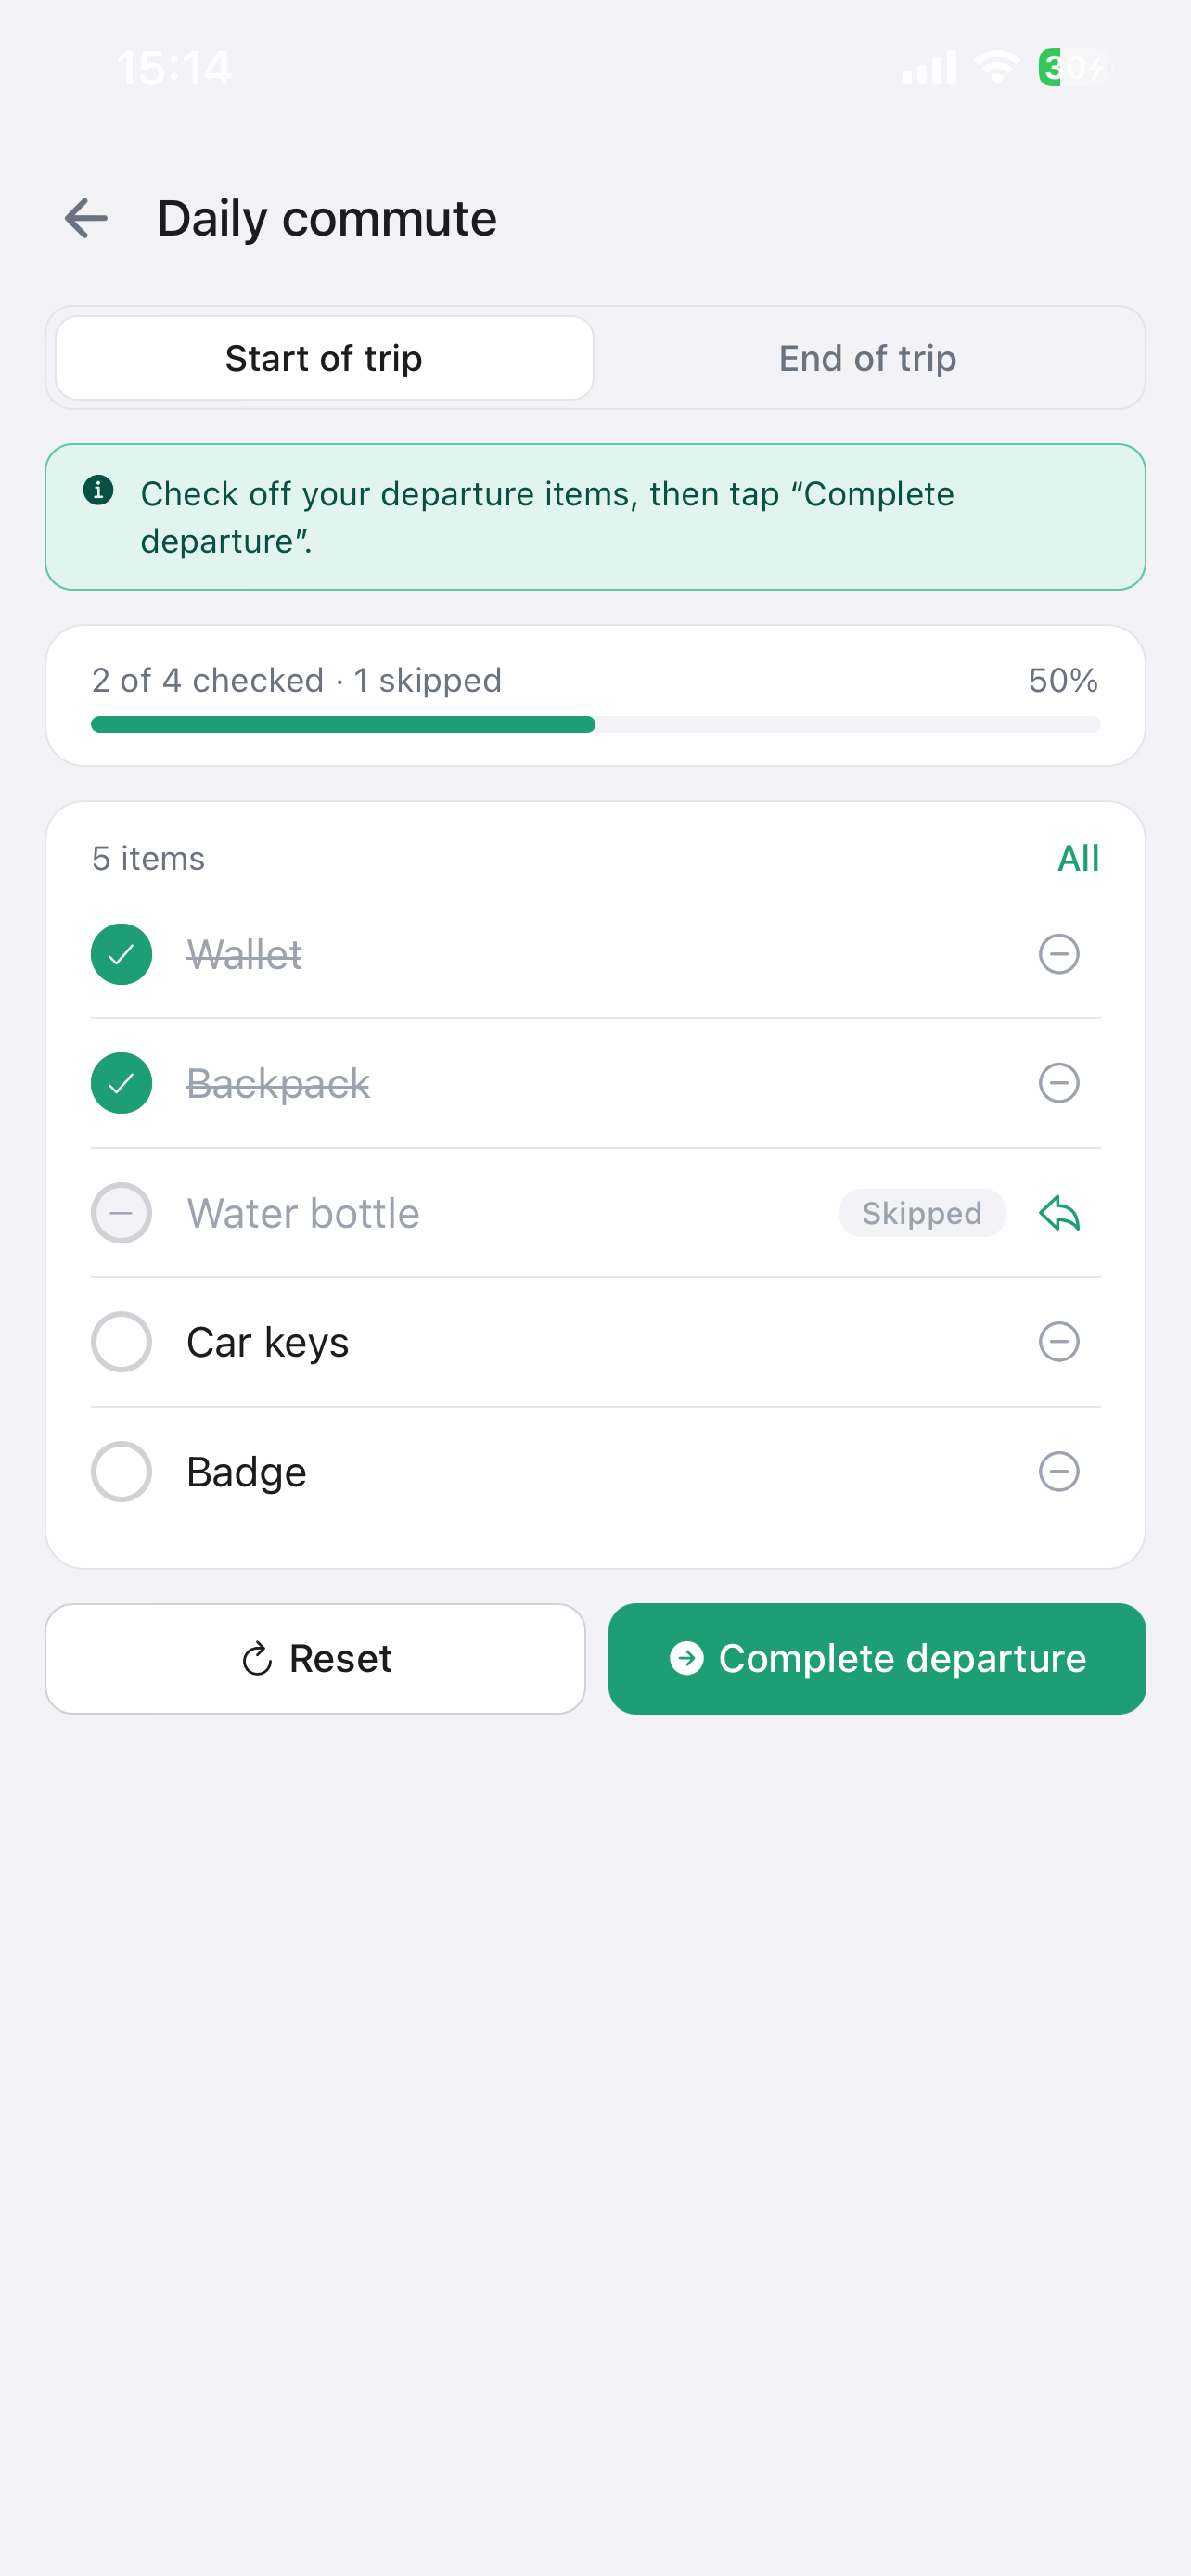 15:14
30
Daily commute
Start of trip
End of trip
Check off your departure items, then tap “Complete
departure”.
2 of 4 checked · 1 skipped
50%
5 items
All
Wallet
Backpack
Water bottle
Skipped
Car keys
Badge
Reset
Complete departure